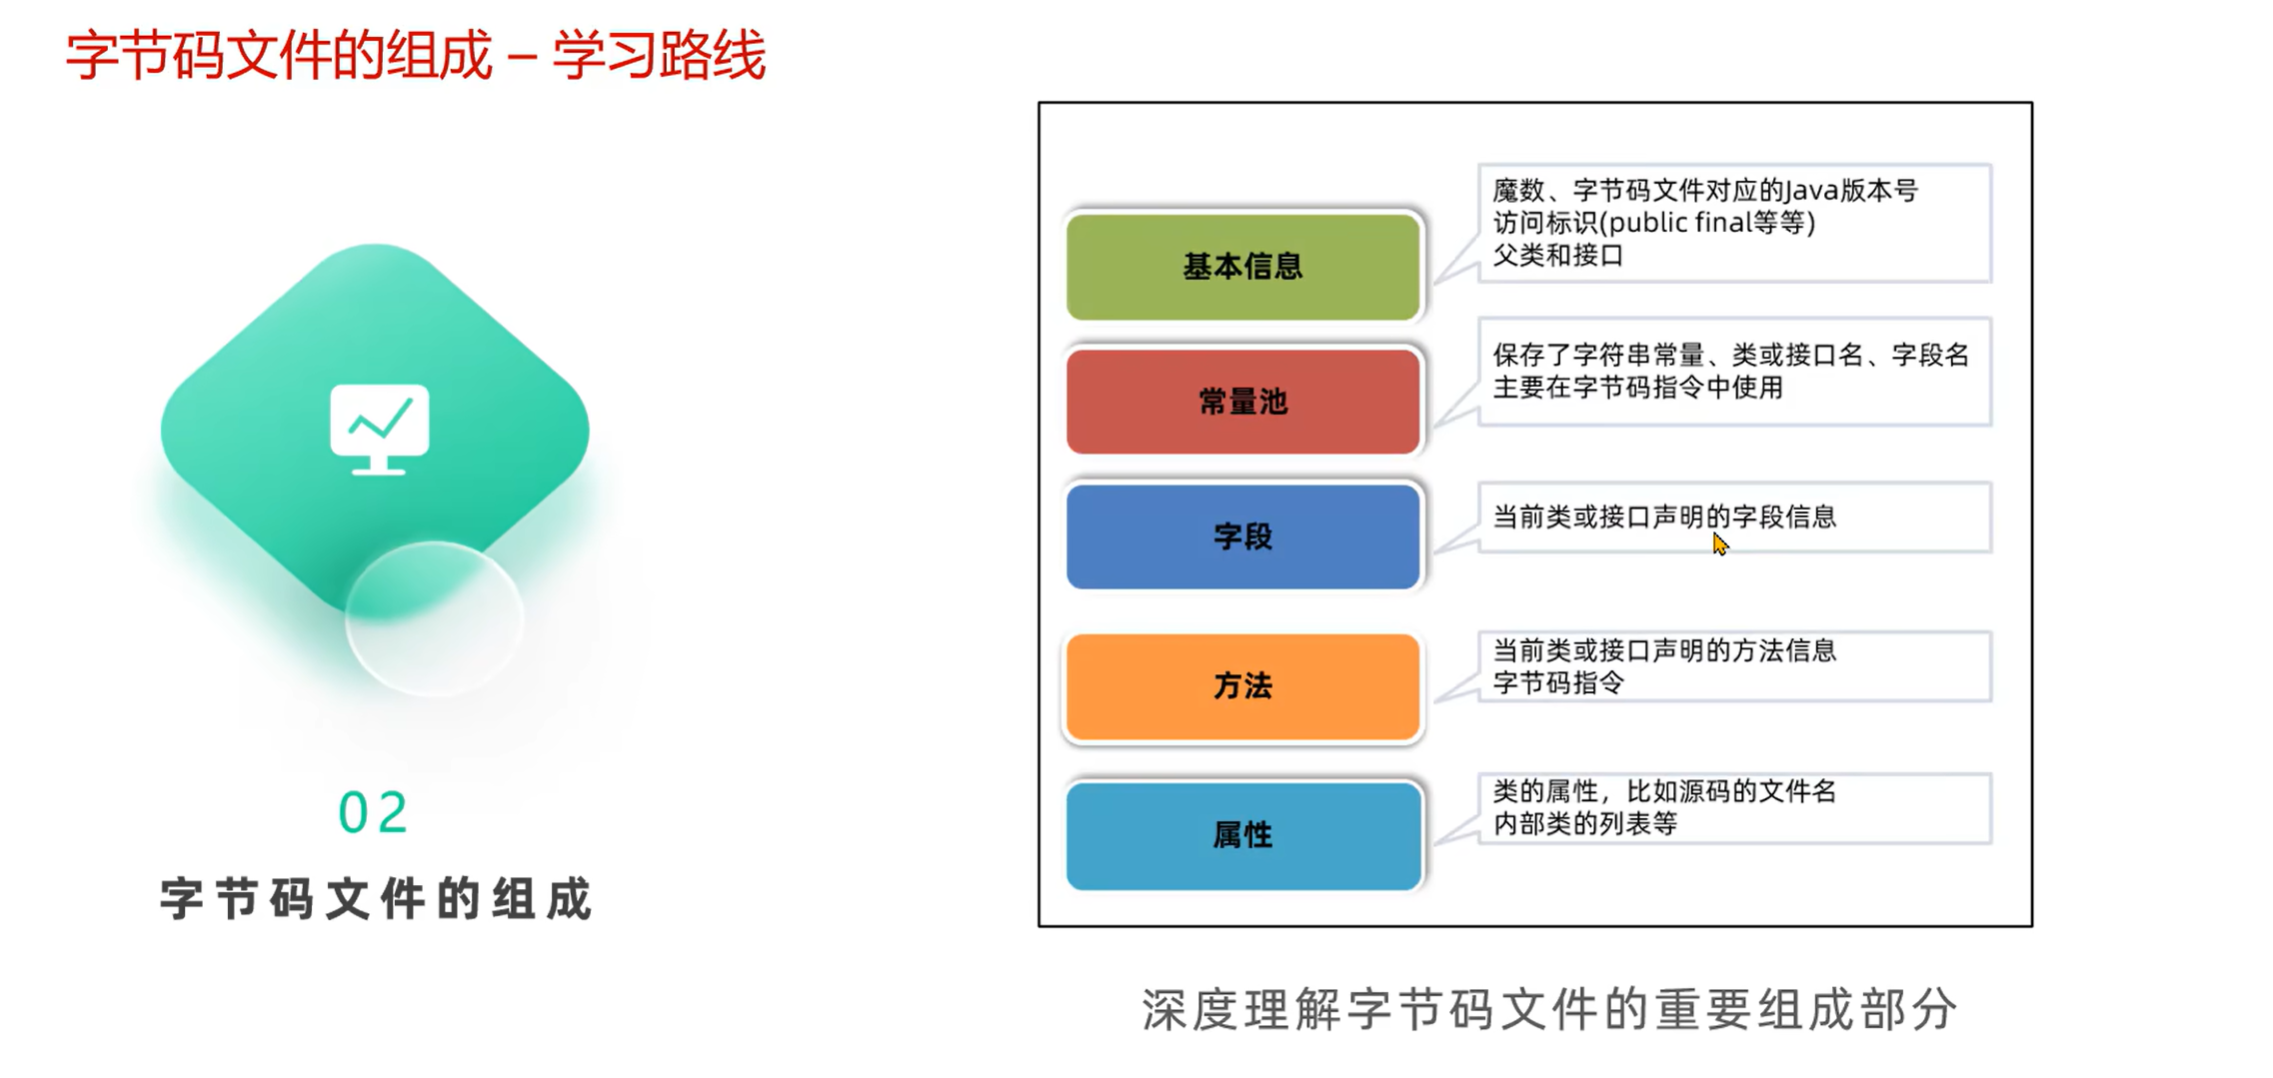 字节码文件的组成 – 学习路线
02
字节码文件的组成
基本信息
魔数、字节码文件对应的Java版本号
访问标识(public final等等)
父类和接口
常量池
保存了字符串常量、类或接口名、字段名
主要在字节码指令中使用
字段
当前类或接口声明的字段信息
方法
当前类或接口声明的方法信息
字节码指令
属性
类的属性，比如源码的文件名
内部类的列表等
深度理解字节码文件的重要组成部分